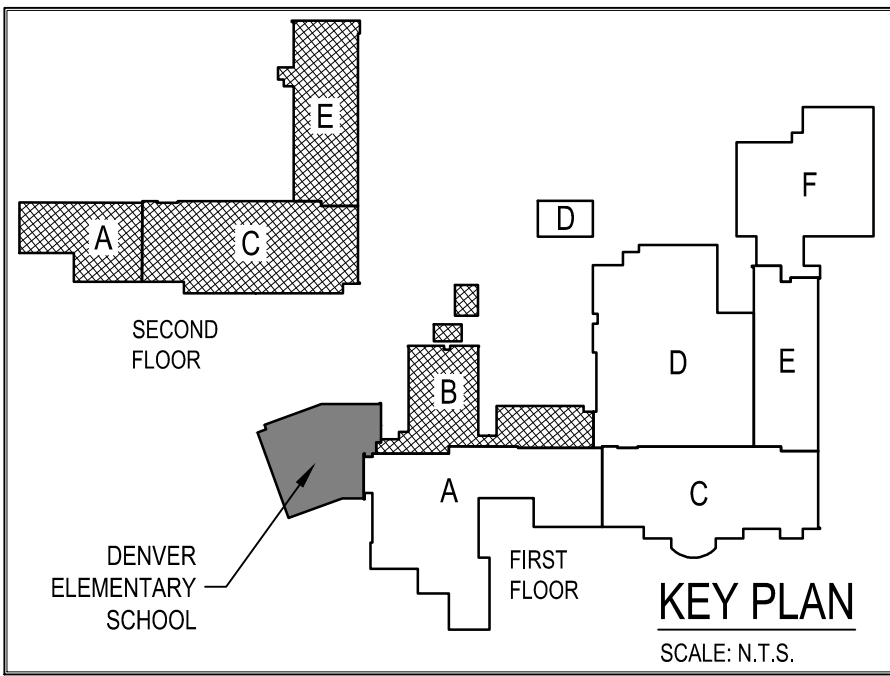 E
A
C
SECOND
FLOOR
F
D
D
E
B
A
C
DENVER
ELEMENTARY
SCHOOL
FIRST
FLOOR
KEY PLAN
SCALE: N.T.S.